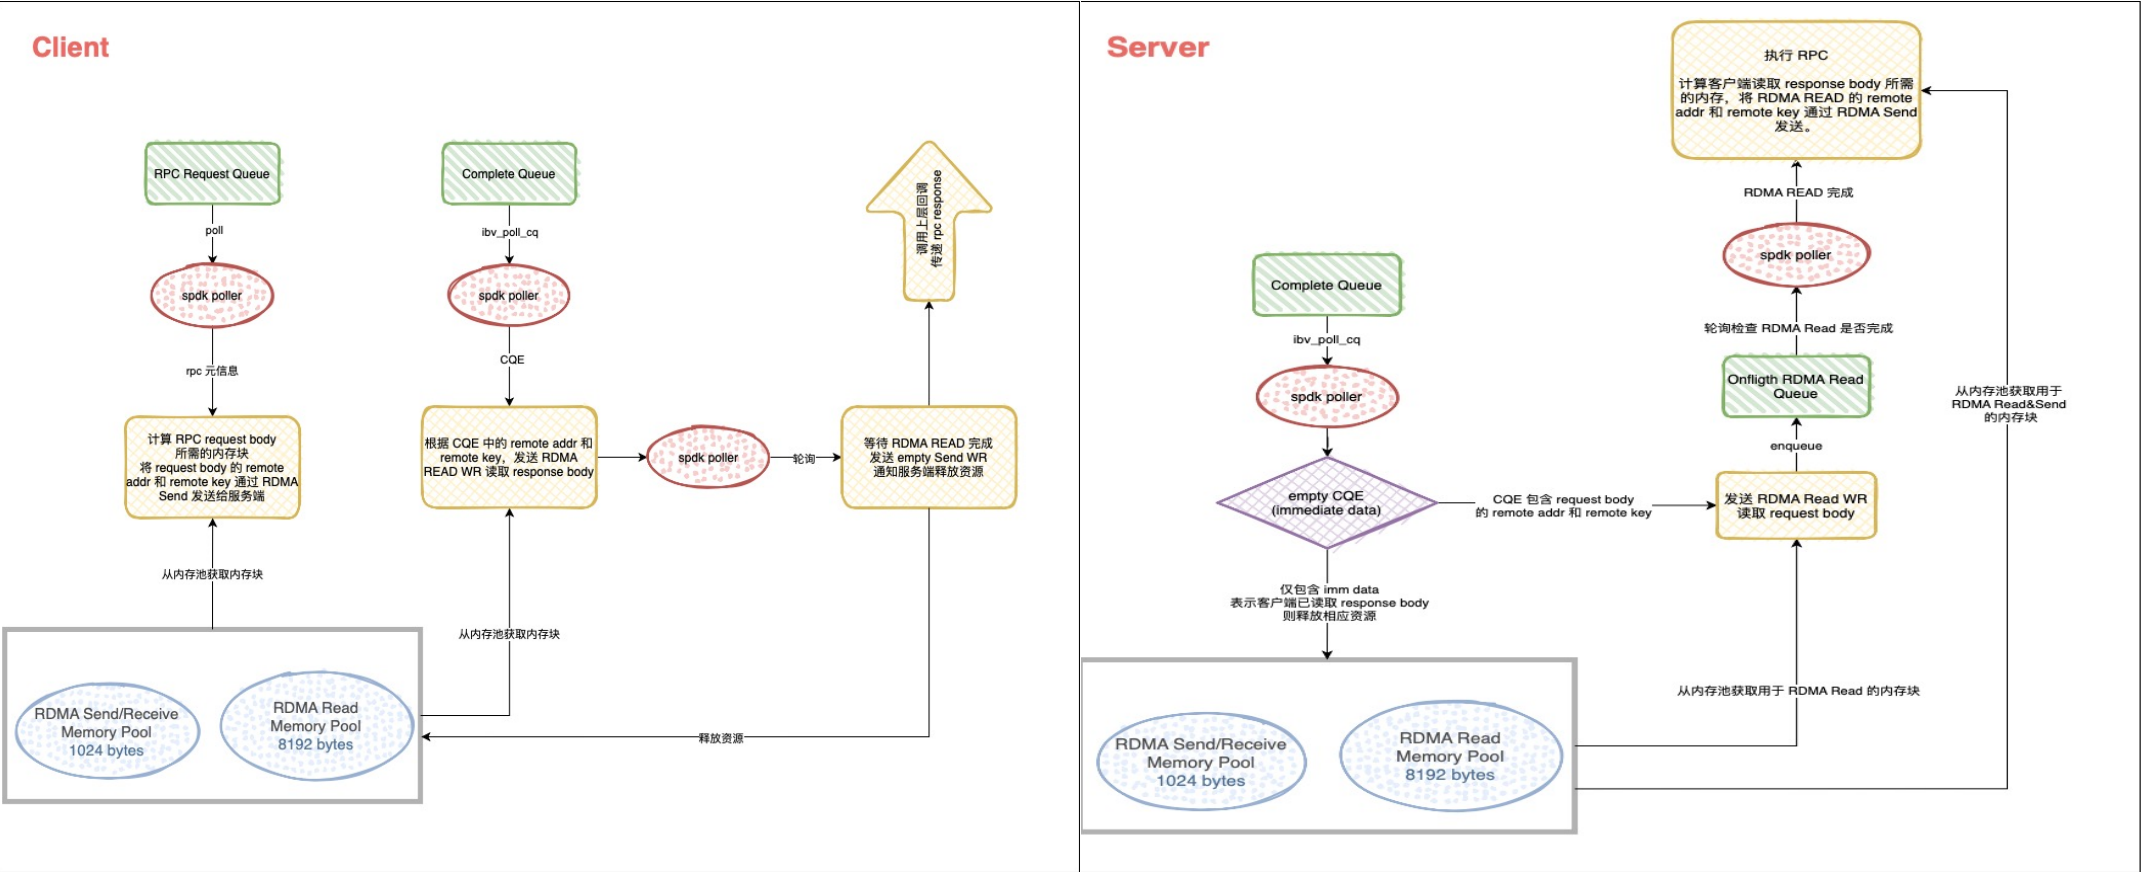 Client
RPC Request Queue
poll
spdk poller
rpc 元信息
计算 RPC request body
所需的内存块
将 request body 的 remote
addr 和 remote key 通过 RDMA
Send 发送给服务端
从内存池获取内存块
RDMA Send/Receive
Memory Pool
1024 bytes
RDMA Read
Memory Pool
8192 bytes
Complete Queue
ibv_poll_cq
spdk poller
CQE
根据 CQE 中的 remote addr 和
remote key，发送 RDMA
READ WR 读取 response body
从内存池获取内存块
spdk poller
轮询
等待 RDMA READ 完成
发送 empty Send WR
通知服务端释放资源
调用上层回调
传递 rpc response
释放资源
Server
Complete Queue
ibv_poll_cq
spdk poller
empty CQE
(immediate data)
CQE 包含 request body
的 remote addr 和 remote key
仅包含 imm data
表示客户端已读取 response body
则释放相应资源
RDMA Send/Receive
Memory Pool
1024 bytes
RDMA Read
Memory Pool
8192 bytes
执行 RPC
计算客户端读取 response body 所需
的内存，将 RDMA READ 的 remote
addr 和 remote key 通过 RDMA Send
发送。
RDMA READ 完成
spdk poller
轮询检查 RDMA Read 是否完成
Onfligth RDMA Read
Queue
enqueue
发送 RDMA Read WR
读取 request body
从内存池获取用于 RDMA Read 的内存块
从内存池获取用于
RDMA Read&Send
的内存块